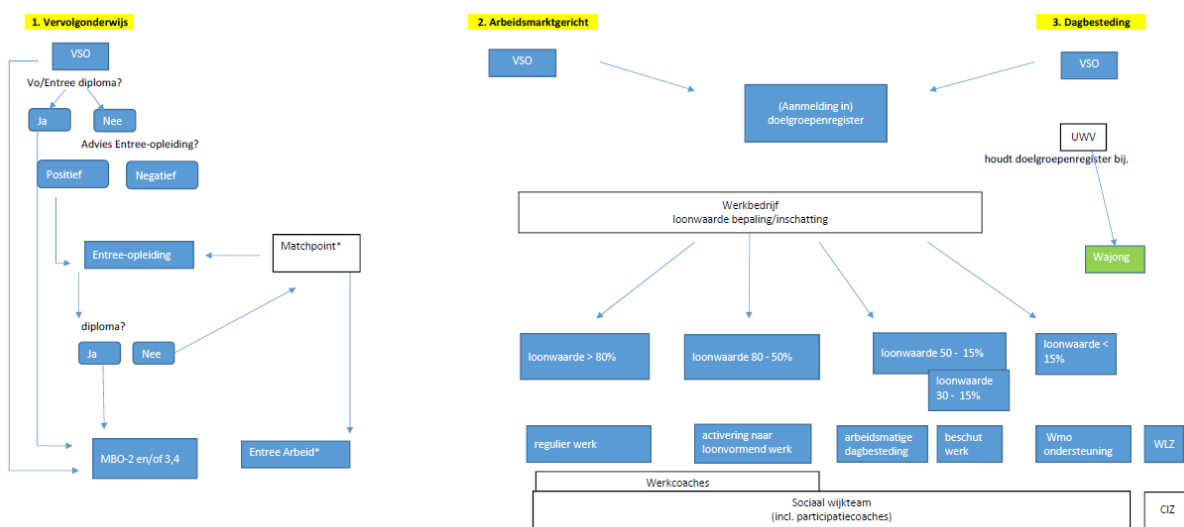 1. Vervolgonderwijs
VSO
Vo/Entree diploma?
Ja
Nee
Advies Entree-opleiding?
Positief
Negatief
Entree-opleiding
Matchpoint*
diploma?
Ja
Nee
MBO-2 en/of 3,4
Entree Arbeid*
2. Arbeidsmarktgericht
3. Dagbesteding
VSO
VSO
(Aanmelding in)
doelgroepenregister
UWV
houdt doelgroepenregister bij.
Werkbedrijf
loonwaarde bepaling/inschatting
Wajong
loonwaarde > 80%
loonwaarde 80 - 50%
loonwaarde 50 - 15%
loonwaarde
30 - 15%
loonwaarde <
15%
regulier werk
activering naar
loonvormend werk
arbeidsmatige
dagbesteding
beschut
werk
Wmo
ondersteuning
WLZ
Werkcoaches
Sociaal wijkteam
(incl. participatiecoaches)
CIZ